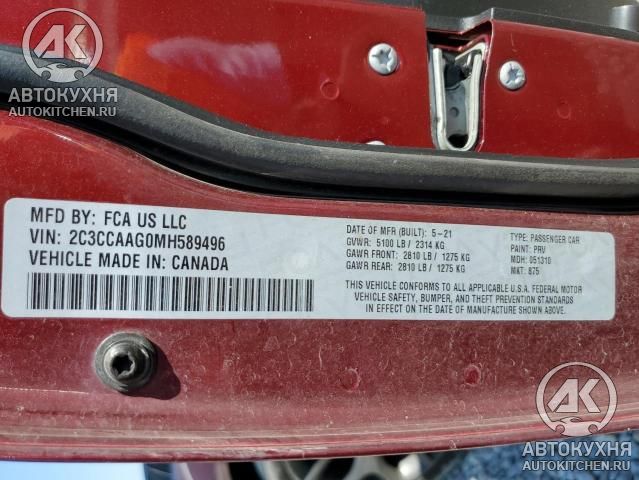 АК
АВТОКУХНЯ
AUTOKITCHEN.RU
MFD BY: FCA US LLC
VIN: 2C3CCAAG0MH589496
VEHICLE MADE IN: CANADA
DATE OF MFR (BUILT): 5-21
GVWR: 5100 LB / 2314 KG
GAWR FRONT: 2810 LB / 1275 KG
GAWR REAR: 2810 LB / 1275 KG
TYPE: PASSENGER CAR
PAINT: PRV
MDH: 051310
MKT: 875
THIS VEHICLE CONFORMS TO ALL APPLICABLE U.S.A. FEDERAL MOTOR
VEHICLE SAFETY, BUMPER, AND THEFT PREVENTION STANDARDS
IN EFFECT ON THE DATE OF MANUFACTURE SHOWN ABOVE.
АК
АВТОКУХНЯ
AUTOKITCHEN.RU